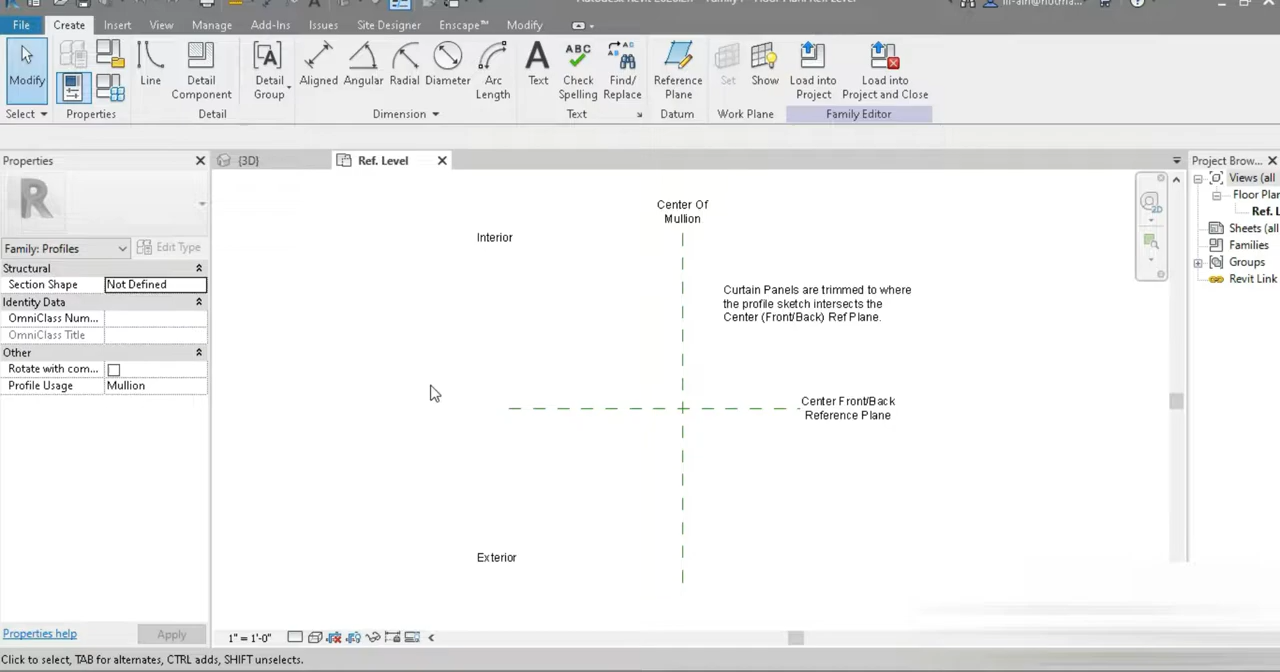 File Create Insert View Manage Add-Ins Issues Site Designer Enscape™ Modify
Modify Line Detail Component Detail Group Aligned Angular Radial Diameter Arc Length Text ABC Check Spelling Find/ Replace Reference Plane Set Show Load into Project Load into Project and Close
Select Properties Detail Dimension Text Datum Work Plane Family Editor
Properties
{3D} Ref. Level
Project Brow...
Views (all
Floor Plan
Ref. L
Sheets (all
Families
Groups
Revit Link
R
Family: Profiles Edit Type
Structural
Section Shape Not Defined
Identity Data
OmniClass Num...
OmniClass Title
Other
Rotate with com...
Profile Usage Mullion
Properties help Apply
Center Of
Mullion
Interior
Curtain Panels are trimmed to where
the profile sketch intersects the
Center (Front/Back) Ref Plane.
Center Front/Back
Reference Plane
Exterior
2D
1" = 1'-0"
Click to select, TAB for alternates, CTRL adds, SHIFT unselects.